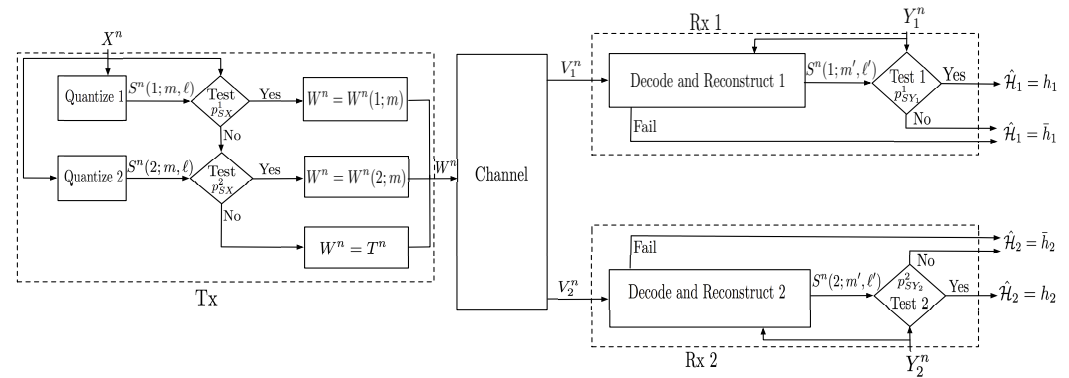 X^n
Quantize 1
S^n(1; m, ℓ)
Test
p^1_{SX}
Yes
W^n = W^n(1; m)
No
Quantize 2
S^n(2; m, ℓ)
Test
p^2_{SX}
Yes
W^n = W^n(2; m)
No
W^n = T^n
Tx
W^n
Channel
V_1^n
V_2^n
Rx 1
Y_1^n
Decode and Reconstruct 1
S^n(1; m′, ℓ′)
Test 1
p^1_{SY_1}
Yes
Ĥ_1 = h_1
No
Fail
Ĥ_1 = h̄_1
Fail
Ĥ_2 = h̄_2
No
Decode and Reconstruct 2
S^n(2; m′, ℓ′)
p^2_{SY_2}
Test 2
Yes
Ĥ_2 = h_2
Rx 2
Y_2^n